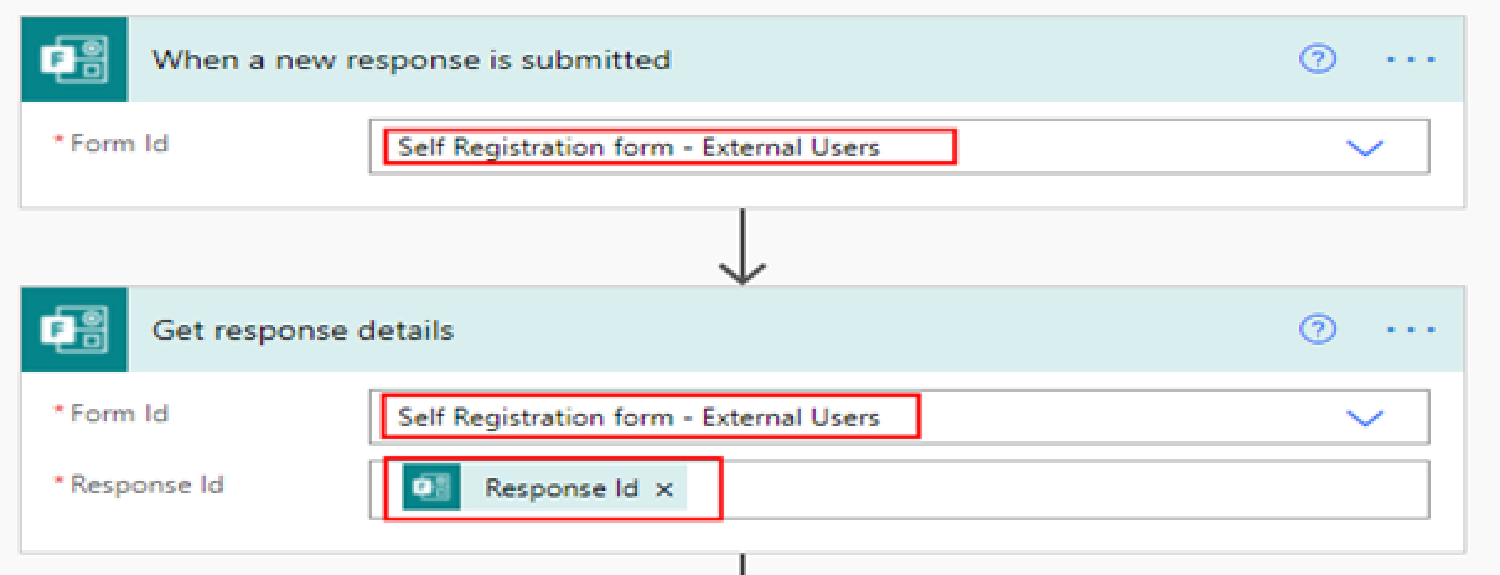 F
When a new response is submitted
?
...
* Form Id
Self Registration form - External Users
F
Get response details
?
...
* Form Id
Self Registration form - External Users
* Response Id
Response Id ×